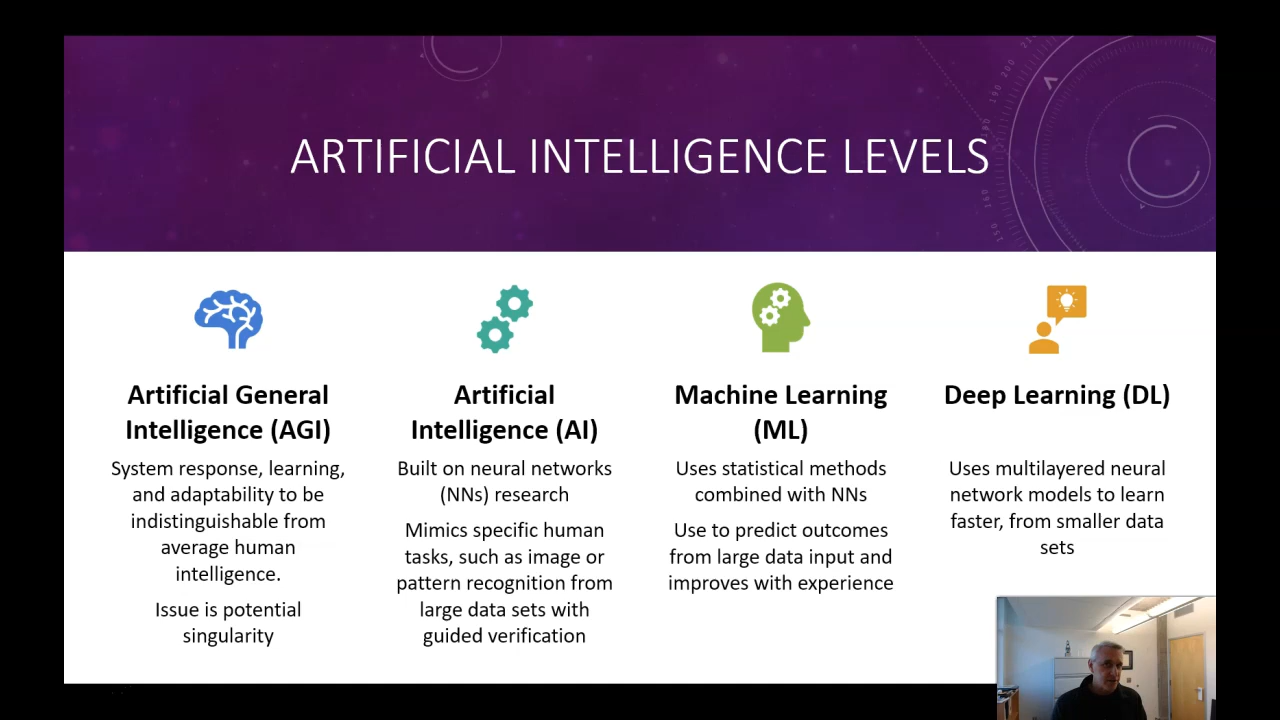 ARTIFICIAL INTELLIGENCE LEVELS
Artificial General
Intelligence (AGI)
System response, learning,
and adaptability to be
indistinguishable from
average human
intelligence.
Issue is potential
singularity
Artificial
Intelligence (AI)
Built on neural networks
(NNs) research
Mimics specific human
tasks, such as image or
pattern recognition from
large data sets with
guided verification
Machine Learning
(ML)
Uses statistical methods
combined with NNs
Use to predict outcomes
from large data input and
improves with experience
Deep Learning (DL)
Uses multilayered neural
network models to learn
faster, from smaller data
sets